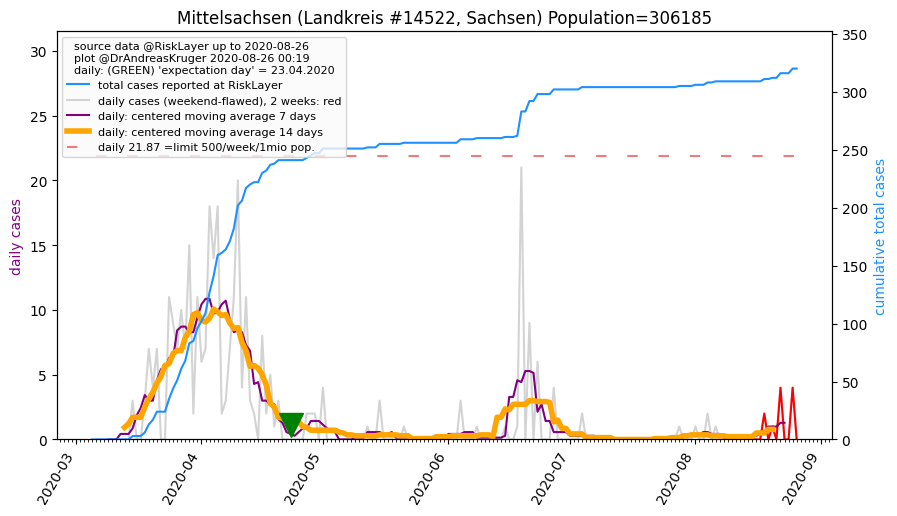 Mittelsachsen (Landkreis #14522, Sachsen) Population=306185
source data @RiskLayer up to 2020-08-26
plot @DrAndreasKruger 2020-08-26 00:19
daily: (GREEN) 'expectation day' = 23.04.2020
total cases reported at RiskLayer
daily cases (weekend-flawed), 2 weeks: red
daily: centered moving average 7 days
daily: centered moving average 14 days
daily 21.87 =limit 500/week/1mio pop.
daily cases
30
25
20
15
10
5
0
cumulative total cases
350
300
250
200
150
100
50
0
2020-03
2020-04
2020-05
2020-06
2020-07
2020-08
2020-09